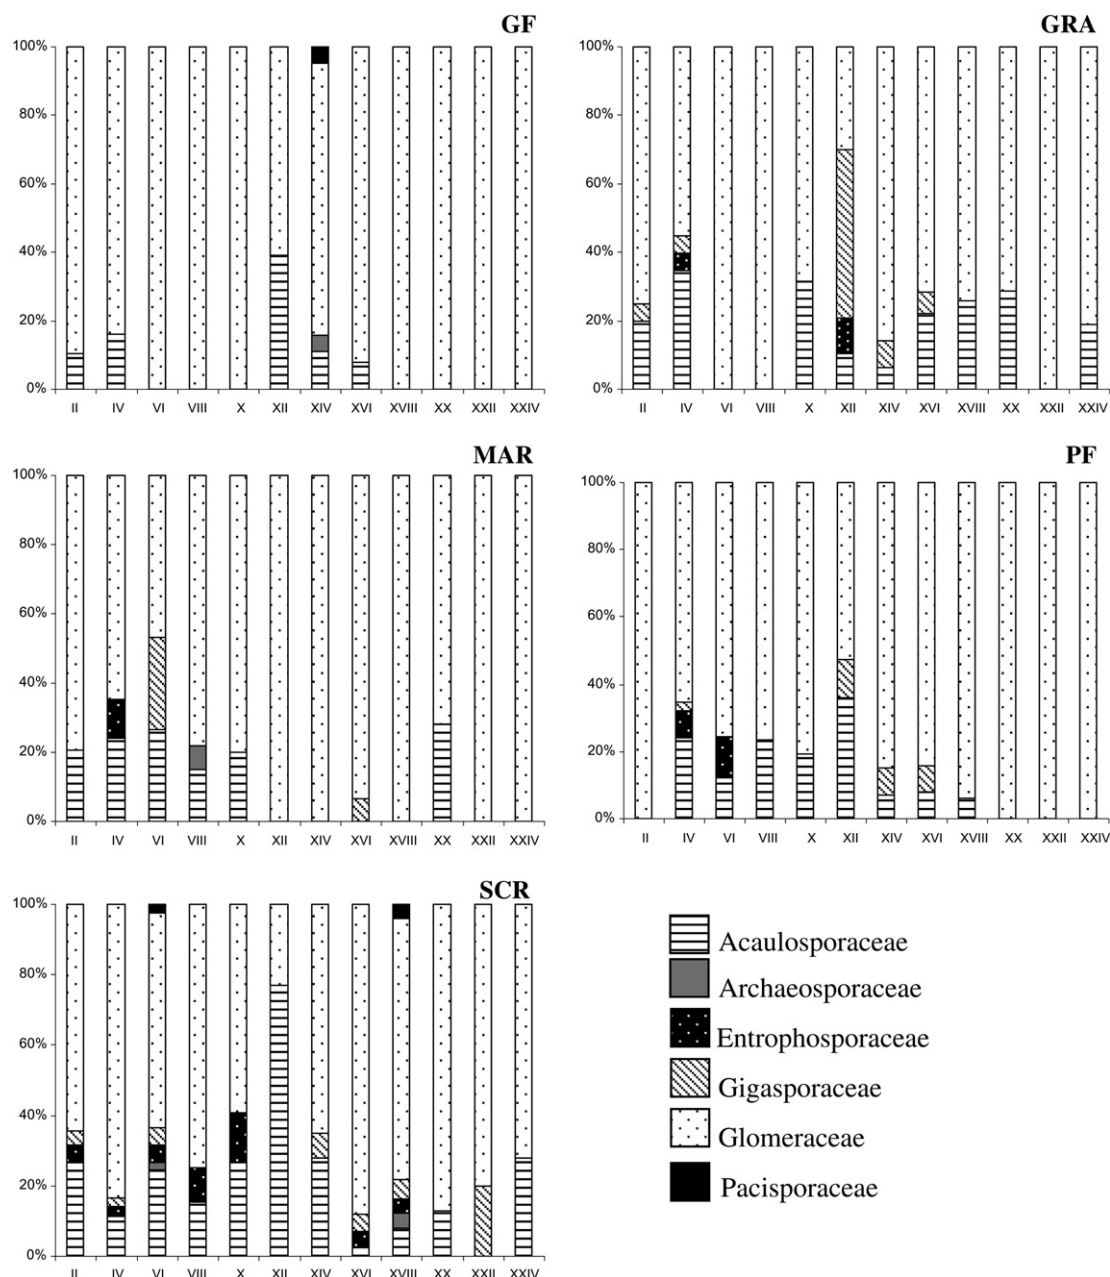 GF
100%
80%
60%
40%
20%
0%
II IV VI VIII X XII XIV XVI XVIII XX XXII XXIV
GRA
100%
80%
60%
40%
20%
0%
II IV VI VIII X XII XIV XVI XVIII XX XXII XXIV
MAR
100%
80%
60%
40%
20%
0%
II IV VI VIII X XII XIV XVI XVIII XX XXII XXIV
PF
100%
80%
60%
40%
20%
0%
II IV VI VIII X XII XIV XVI XVIII XX XXII XXIV
SCR
100%
80%
60%
40%
20%
0%
II IV VI VIII X XII XIV XVI XVIII XX XXII XXIV
Acaulosporaceae
Archaeosporaceae
Entrophosporaceae
Gigasporaceae
Glomeraceae
Pacisporaceae